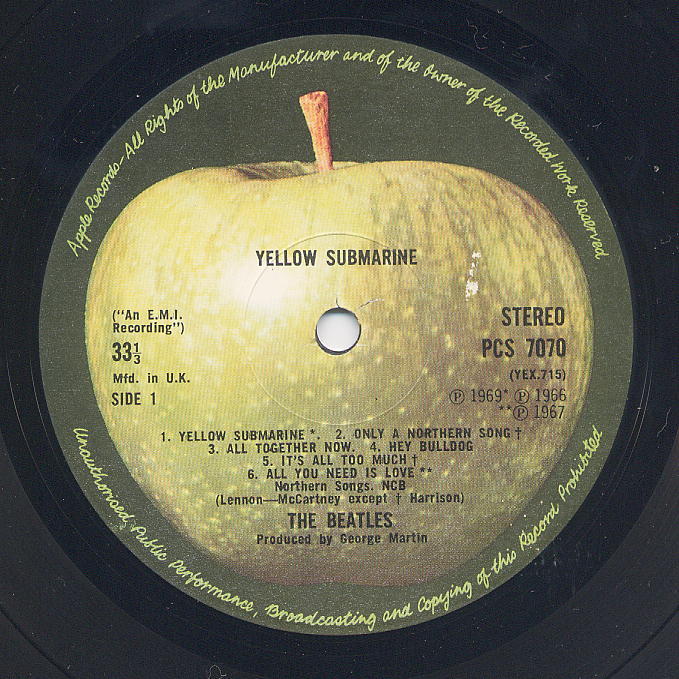 Apple Records - All Rights of the Manufacturer and of the Owner of the Recorded Work Reserved
YELLOW SUBMARINE
("An E.M.I.
Recording")
33⅓
Mfd. in U.K.
SIDE 1
STEREO
PCS 7070
(YEX.715)
℗ 1969* ℗ 1966
**℗ 1967
1. YELLOW SUBMARINE*. 2. ONLY A NORTHERN SONG†
3. ALL TOGETHER NOW. 4. HEY BULLDOG
5. IT'S ALL TOO MUCH†
6. ALL YOU NEED IS LOVE**
Northern Songs. NCB
(Lennon—McCartney except † Harrison)
THE BEATLES
Produced by George Martin
Unauthorised, Public Performance, Broadcasting and Copying of this Record Prohibited